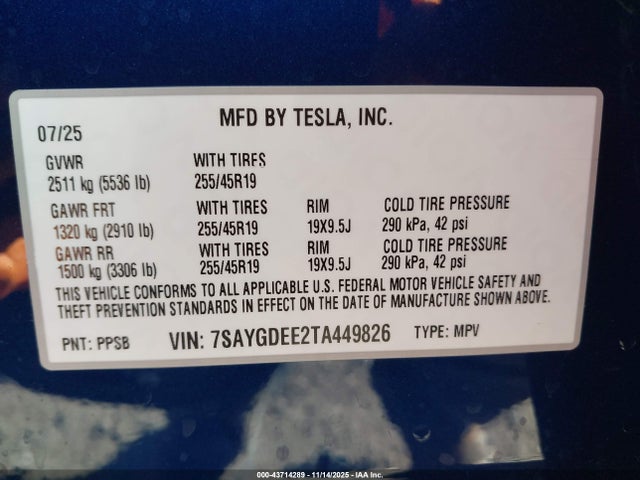 MFD BY TESLA, INC.
07/25
GVWR WITH TIRES
2511 kg (5536 lb) 255/45R19
GAWR FRT WITH TIRES RIM COLD TIRE PRESSURE
1320 kg (2910 lb) 255/45R19 19X9.5J 290 kPa, 42 psi
GAWR RR WITH TIRES RIM COLD TIRE PRESSURE
1500 kg (3306 lb) 255/45R19 19X9.5J 290 kPa, 42 psi
THIS VEHICLE CONFORMS TO ALL APPLICABLE U.S. FEDERAL MOTOR VEHICLE SAFETY AND
THEFT PREVENTION STANDARDS IN EFFECT ON THE DATE OF MANUFACTURE SHOWN ABOVE.
PNT: PPSB VIN: 7SAYGDEE2TA449826 TYPE: MPV
000-43714289 - 11/14/2025 - IAA Inc.